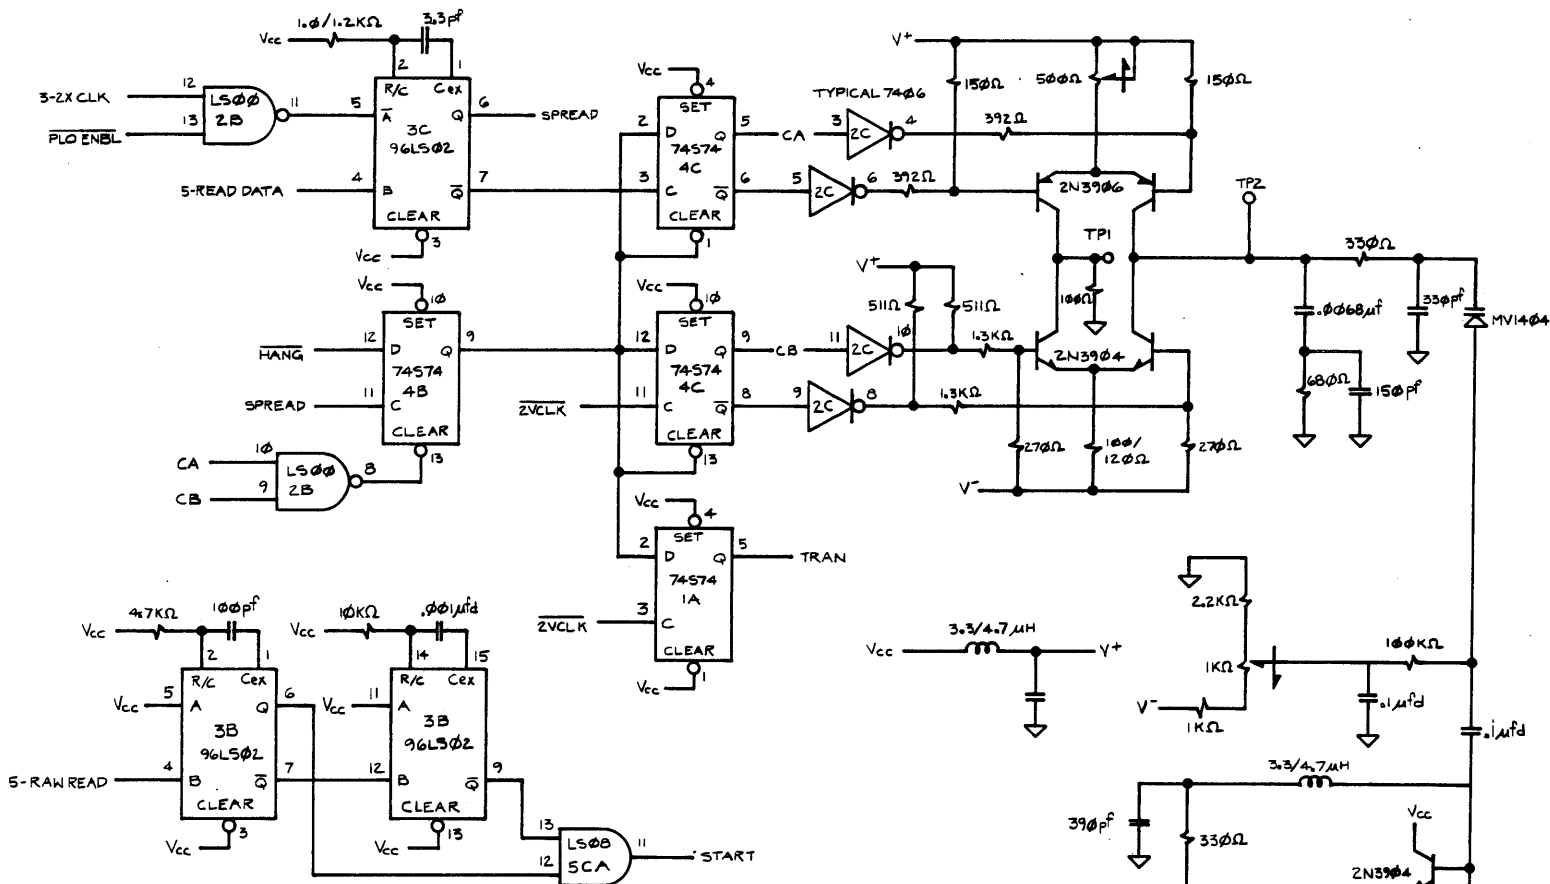 1.0/1.2KΩ
3.3pf
Vcc
2
1
R/C
Cex
3-2X CLK
12
LS00
2B
11
5
A̅
3C
96LS02
Q
6
SPREAD
P̅L̅O̅ ̅E̅N̅B̅L̅
13
5-READ DATA
4
B
Q̅
7
CLEAR
3
Vcc
Vcc
4
SET
2
D
Q
5
CA
74S74
4C
3
C
Q̅
6
CLEAR
1
TYPICAL 7406
3
2C
4
392Ω
5
2C
6
392Ω
V⁺
150Ω
500Ω
150Ω
2N3906
TP1
TP2
100Ω
330Ω
.0068µf
330pf
MV1404
680Ω
150pf
Vcc
10
SET
H̅A̅N̅G̅
12
D
Q
9
74S74
4B
SPREAD
11
C
CLEAR
13
CA
10
LS00
2B
8
CB
9
Vcc
10
SET
12
D
Q
9
CB
74S74
4C
2̅V̅C̅L̅K̅
11
C
Q̅
8
CLEAR
13
V⁺
511Ω
511Ω
11
2C
10
1.3KΩ
9
2C
8
1.3KΩ
2N3904
270Ω
100/
120Ω
270Ω
V⁻
Vcc
4
SET
2
D
Q
5
TRAN
74S74
1A
2̅V̅C̅L̅K̅
3
C
CLEAR
1
Vcc
4.7KΩ
100pf
Vcc
2
1
R/C
Cex
Vcc
5
A
Q
6
3B
96LS02
5-RAW READ
4
B
Q̅
7
CLEAR
3
Vcc
10KΩ
.001µfd
Vcc
14
15
R/C
Cex
Vcc
11
A
3B
96LS02
12
B
Q̅
9
CLEAR
13
Vcc
13
LS08
5CA
12
11
START
3.3/4.7µH
Vcc
V⁺
2.2KΩ
1KΩ
V⁻
1KΩ
100KΩ
.1µfd
.1µfd
3.3/4.7µH
390pf
330Ω
Vcc
2N3904